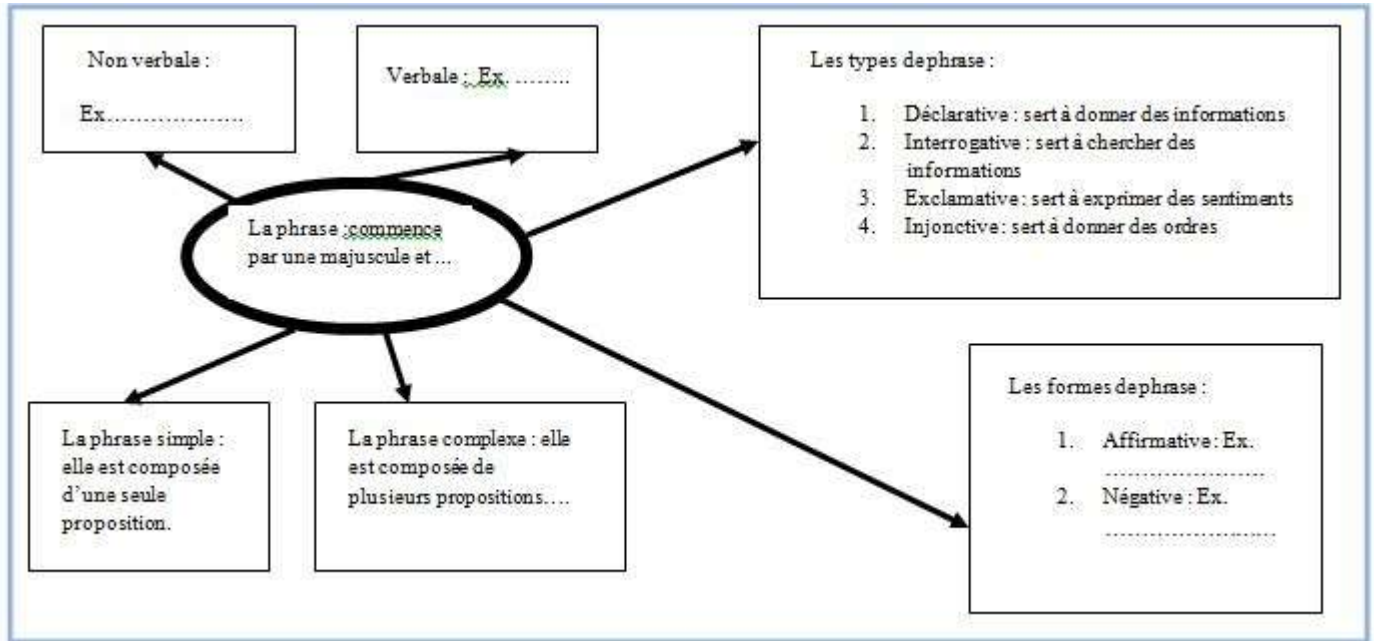 Non verbale :
Ex...................
Verbale : Ex. ........
Les types dephrase :
1. Déclarative : sert à donner des informations
2. Interrogative : sert à chercher des
informations
3. Exclamative : sert à exprimer des sentiments
4. Injonctive : sert à donner des ordres
La phrase :commence
par une majuscule et ...
La phrase simple :
elle est composée
d’une seule
proposition.
La phrase complexe : elle
est composée de
plusieurs propositions....
Les formes dephrase :
1. Affirmative : Ex.
......................
2. Négative : Ex.
........................